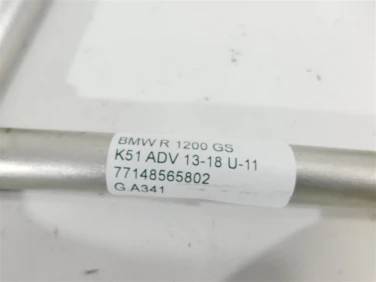 BMW R 1200 GS
K51 ADV 13-18 U-11
77148565802
G A341